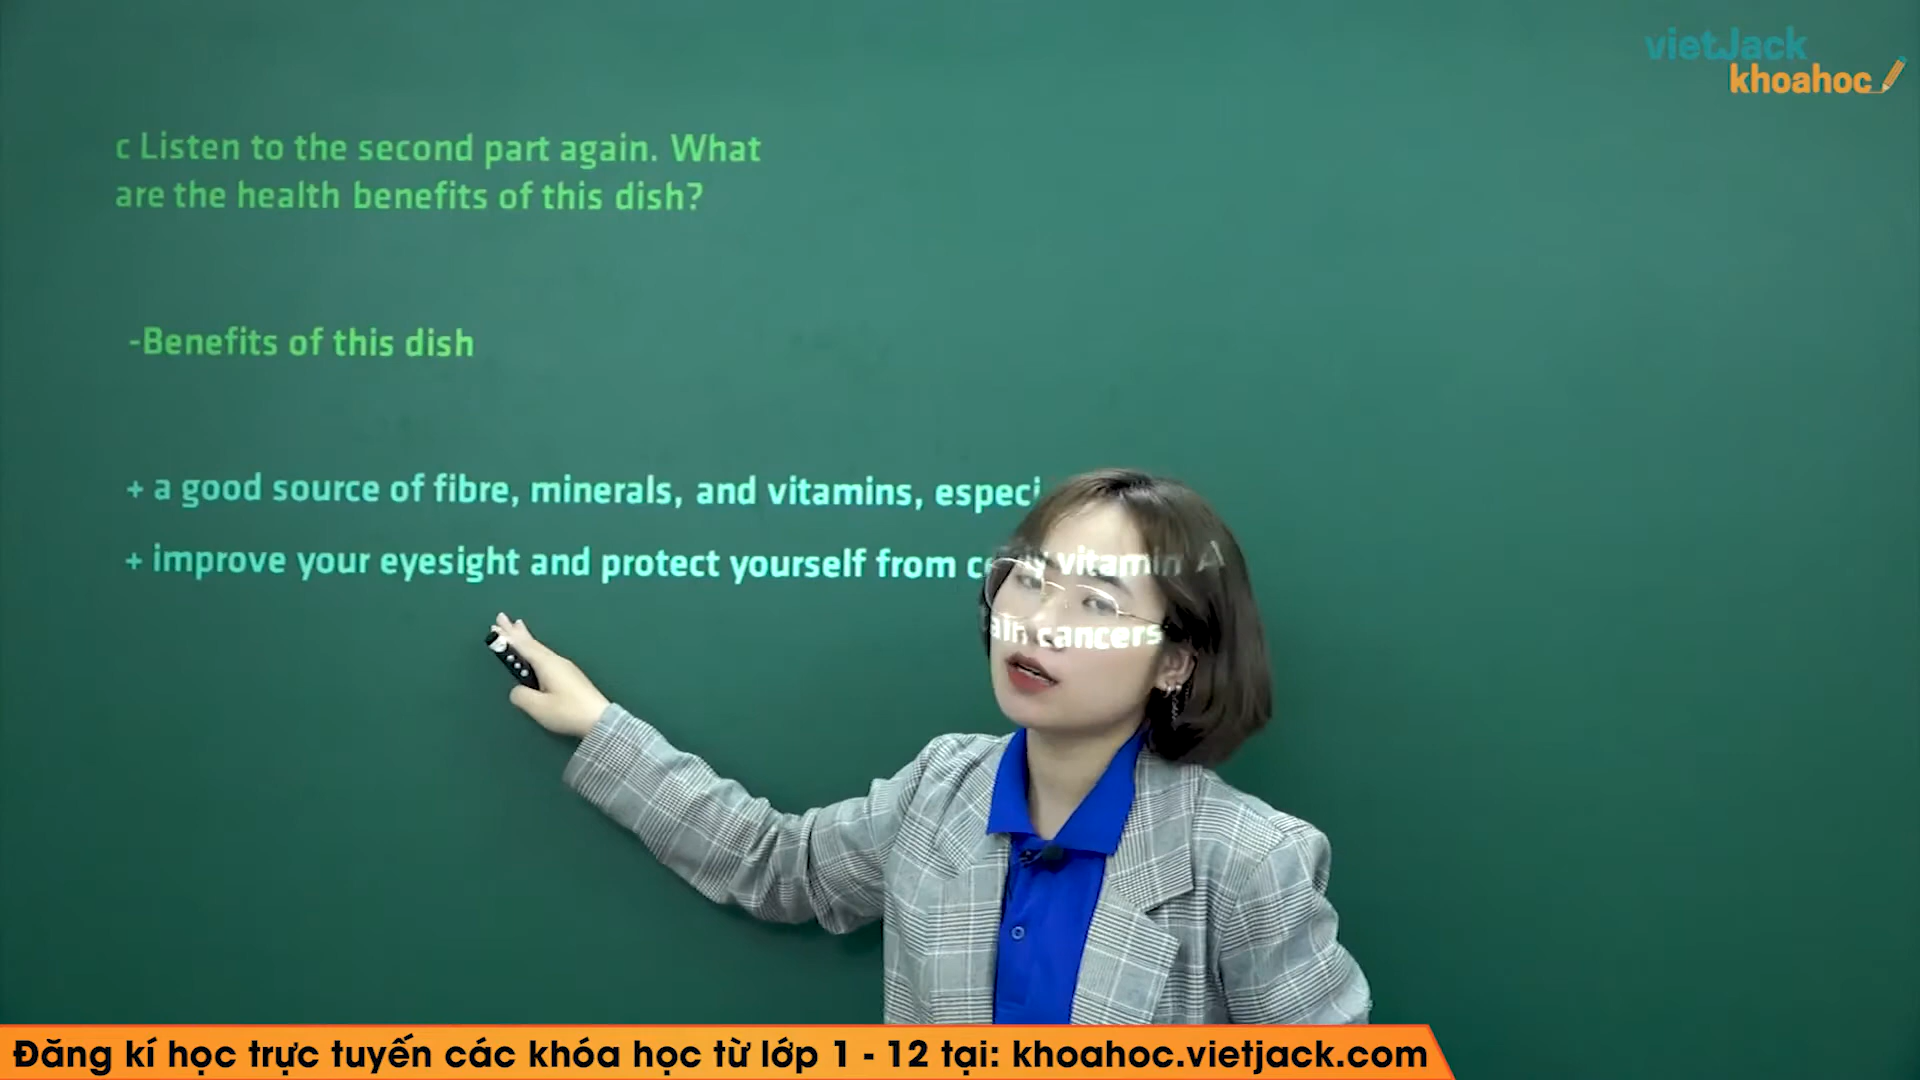 vietJack
khoahoc
c Listen to the second part again. What
are the health benefits of this dish?
-Benefits of this dish
+ a good source of fibre, minerals, and vitamins, especially vitamin A
+ improve your eyesight and protect yourself from certain cancers
Đăng kí học trực tuyến các khóa học từ lớp 1 - 12 tại: khoahoc.vietjack.com